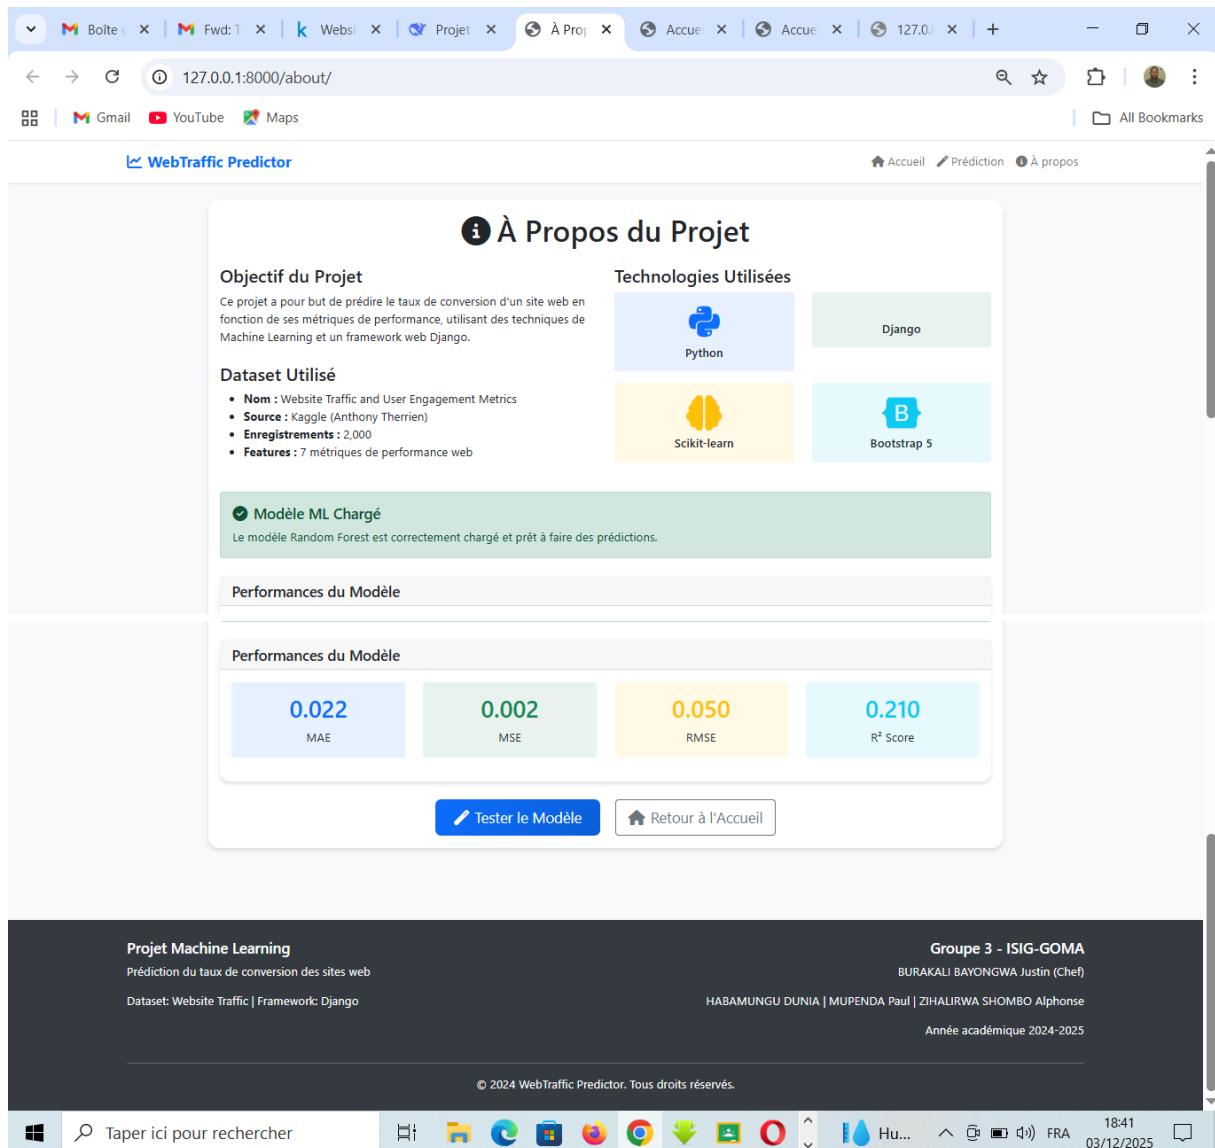 Boîte
Fwd: T
Websi
Projet
À Prop
Accue
Accue
127.0.
127.0.0.1:8000/about/
Gmail YouTube Maps All Bookmarks
WebTraffic Predictor
Accueil Prédiction À propos
À Propos du Projet
Objectif du Projet
Ce projet a pour but de prédire le taux de conversion d'un site web en
fonction de ses métriques de performance, utilisant des techniques de
Machine Learning et un framework web Django.
Dataset Utilisé
• Nom : Website Traffic and User Engagement Metrics
• Source : Kaggle (Anthony Therrien)
• Enregistrements : 2,000
• Features : 7 métriques de performance web
Technologies Utilisées
Python
Django
Scikit-learn
B
Bootstrap 5
Modèle ML Chargé
Le modèle Random Forest est correctement chargé et prêt à faire des prédictions.
Performances du Modèle
Performances du Modèle
0.022
MAE
0.002
MSE
0.050
RMSE
0.210
R² Score
Tester le Modèle
Retour à l'Accueil
Projet Machine Learning
Prédiction du taux de conversion des sites web
Dataset: Website Traffic | Framework: Django
Groupe 3 - ISIG-GOMA
BURAKALI BAYONGWA Justin (Chef)
HABAMUNGU DUNIA | MUPENDA Paul | ZIHALIRWA SHOMBO Alphonse
Année académique 2024-2025
© 2024 WebTraffic Predictor. Tous droits réservés.
Taper ici pour rechercher
Hu...
FRA
18:41
03/12/2025